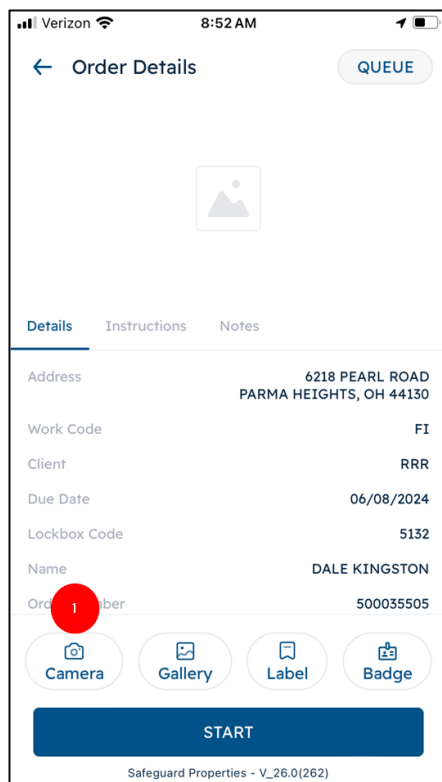 Verizon 8:52 AM
Order Details QUEUE
Details Instructions Notes
Address 6218 PEARL ROAD
PARMA HEIGHTS, OH 44130
Work Code FI
Client RRR
Due Date 06/08/2024
Lockbox Code 5132
Name DALE KINGSTON
Ord 1 ber 500035505
Camera Gallery Label Badge
START
Safeguard Properties - V_26.0(262)